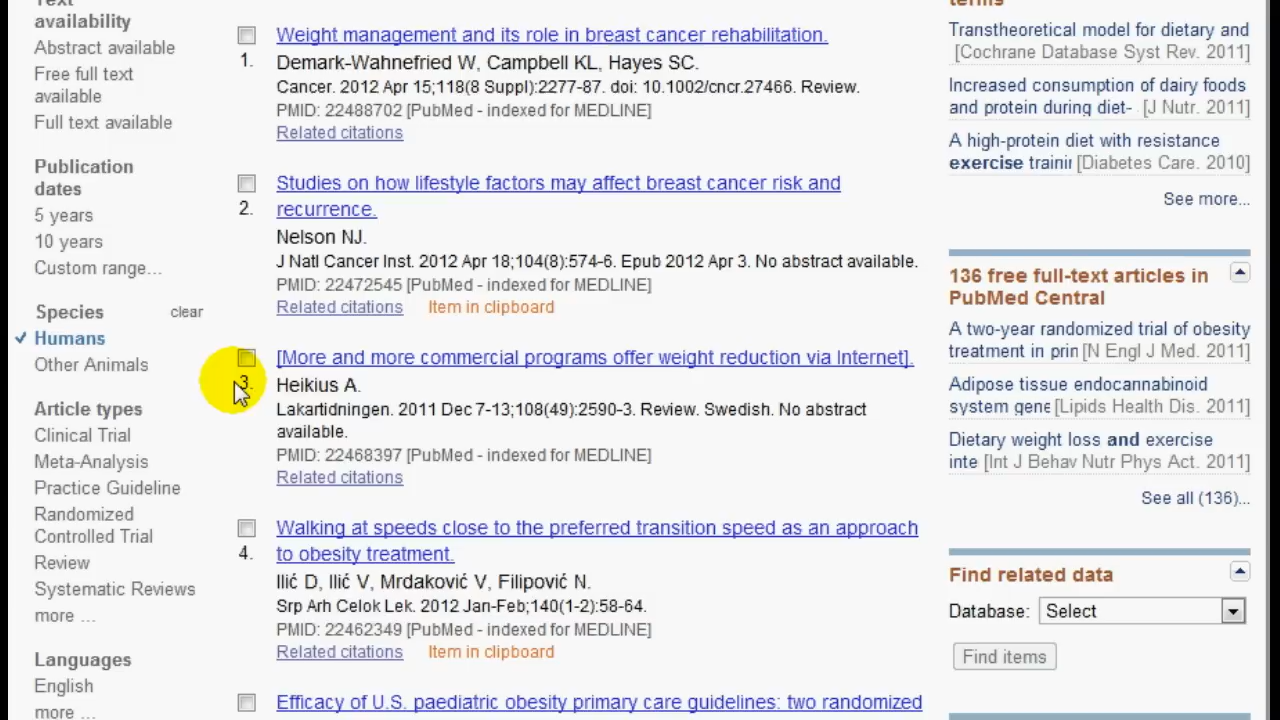 Text
availability
Abstract available
Free full text
available
Full text available
Publication
dates
5 years
10 years
Custom range...
Species clear
Humans
Other Animals
Article types
Clinical Trial
Meta-Analysis
Practice Guideline
Randomized
Controlled Trial
Review
Systematic Reviews
more ...
Languages
English
more ...
Weight management and its role in breast cancer rehabilitation.
1. Demark-Wahnefried W, Campbell KL, Hayes SC.
Cancer. 2012 Apr 15;118(8 Suppl):2277-87. doi: 10.1002/cncr.27466. Review.
PMID: 22488702 [PubMed - indexed for MEDLINE]
Related citations
Studies on how lifestyle factors may affect breast cancer risk and
2. recurrence.
Nelson NJ.
J Natl Cancer Inst. 2012 Apr 18;104(8):574-6. Epub 2012 Apr 3. No abstract available.
PMID: 22472545 [PubMed - indexed for MEDLINE]
Related citations Item in clipboard
[More and more commercial programs offer weight reduction via Internet].
3. Heikius A.
Lakartidningen. 2011 Dec 7-13;108(49):2590-3. Review. Swedish. No abstract
available.
PMID: 22468397 [PubMed - indexed for MEDLINE]
Related citations
Walking at speeds close to the preferred transition speed as an approach
4. to obesity treatment.
Ilić D, Ilić V, Mrdaković V, Filipović N.
Srp Arh Celok Lek. 2012 Jan-Feb;140(1-2):58-64.
PMID: 22462349 [PubMed - indexed for MEDLINE]
Related citations Item in clipboard
Efficacy of U.S. paediatric obesity primary care guidelines: two randomized
terms
Transtheoretical model for dietary and
[Cochrane Database Syst Rev. 2011]
Increased consumption of dairy foods
and protein during diet- [J Nutr. 2011]
A high-protein diet with resistance
exercise trainin [Diabetes Care. 2010]
See more...
136 free full-text articles in
PubMed Central
A two-year randomized trial of obesity
treatment in prin [N Engl J Med. 2011]
Adipose tissue endocannabinoid
system gene [Lipids Health Dis. 2011]
Dietary weight loss and exercise
inte [Int J Behav Nutr Phys Act. 2011]
See all (136)...
Find related data
Database: Select
Find items